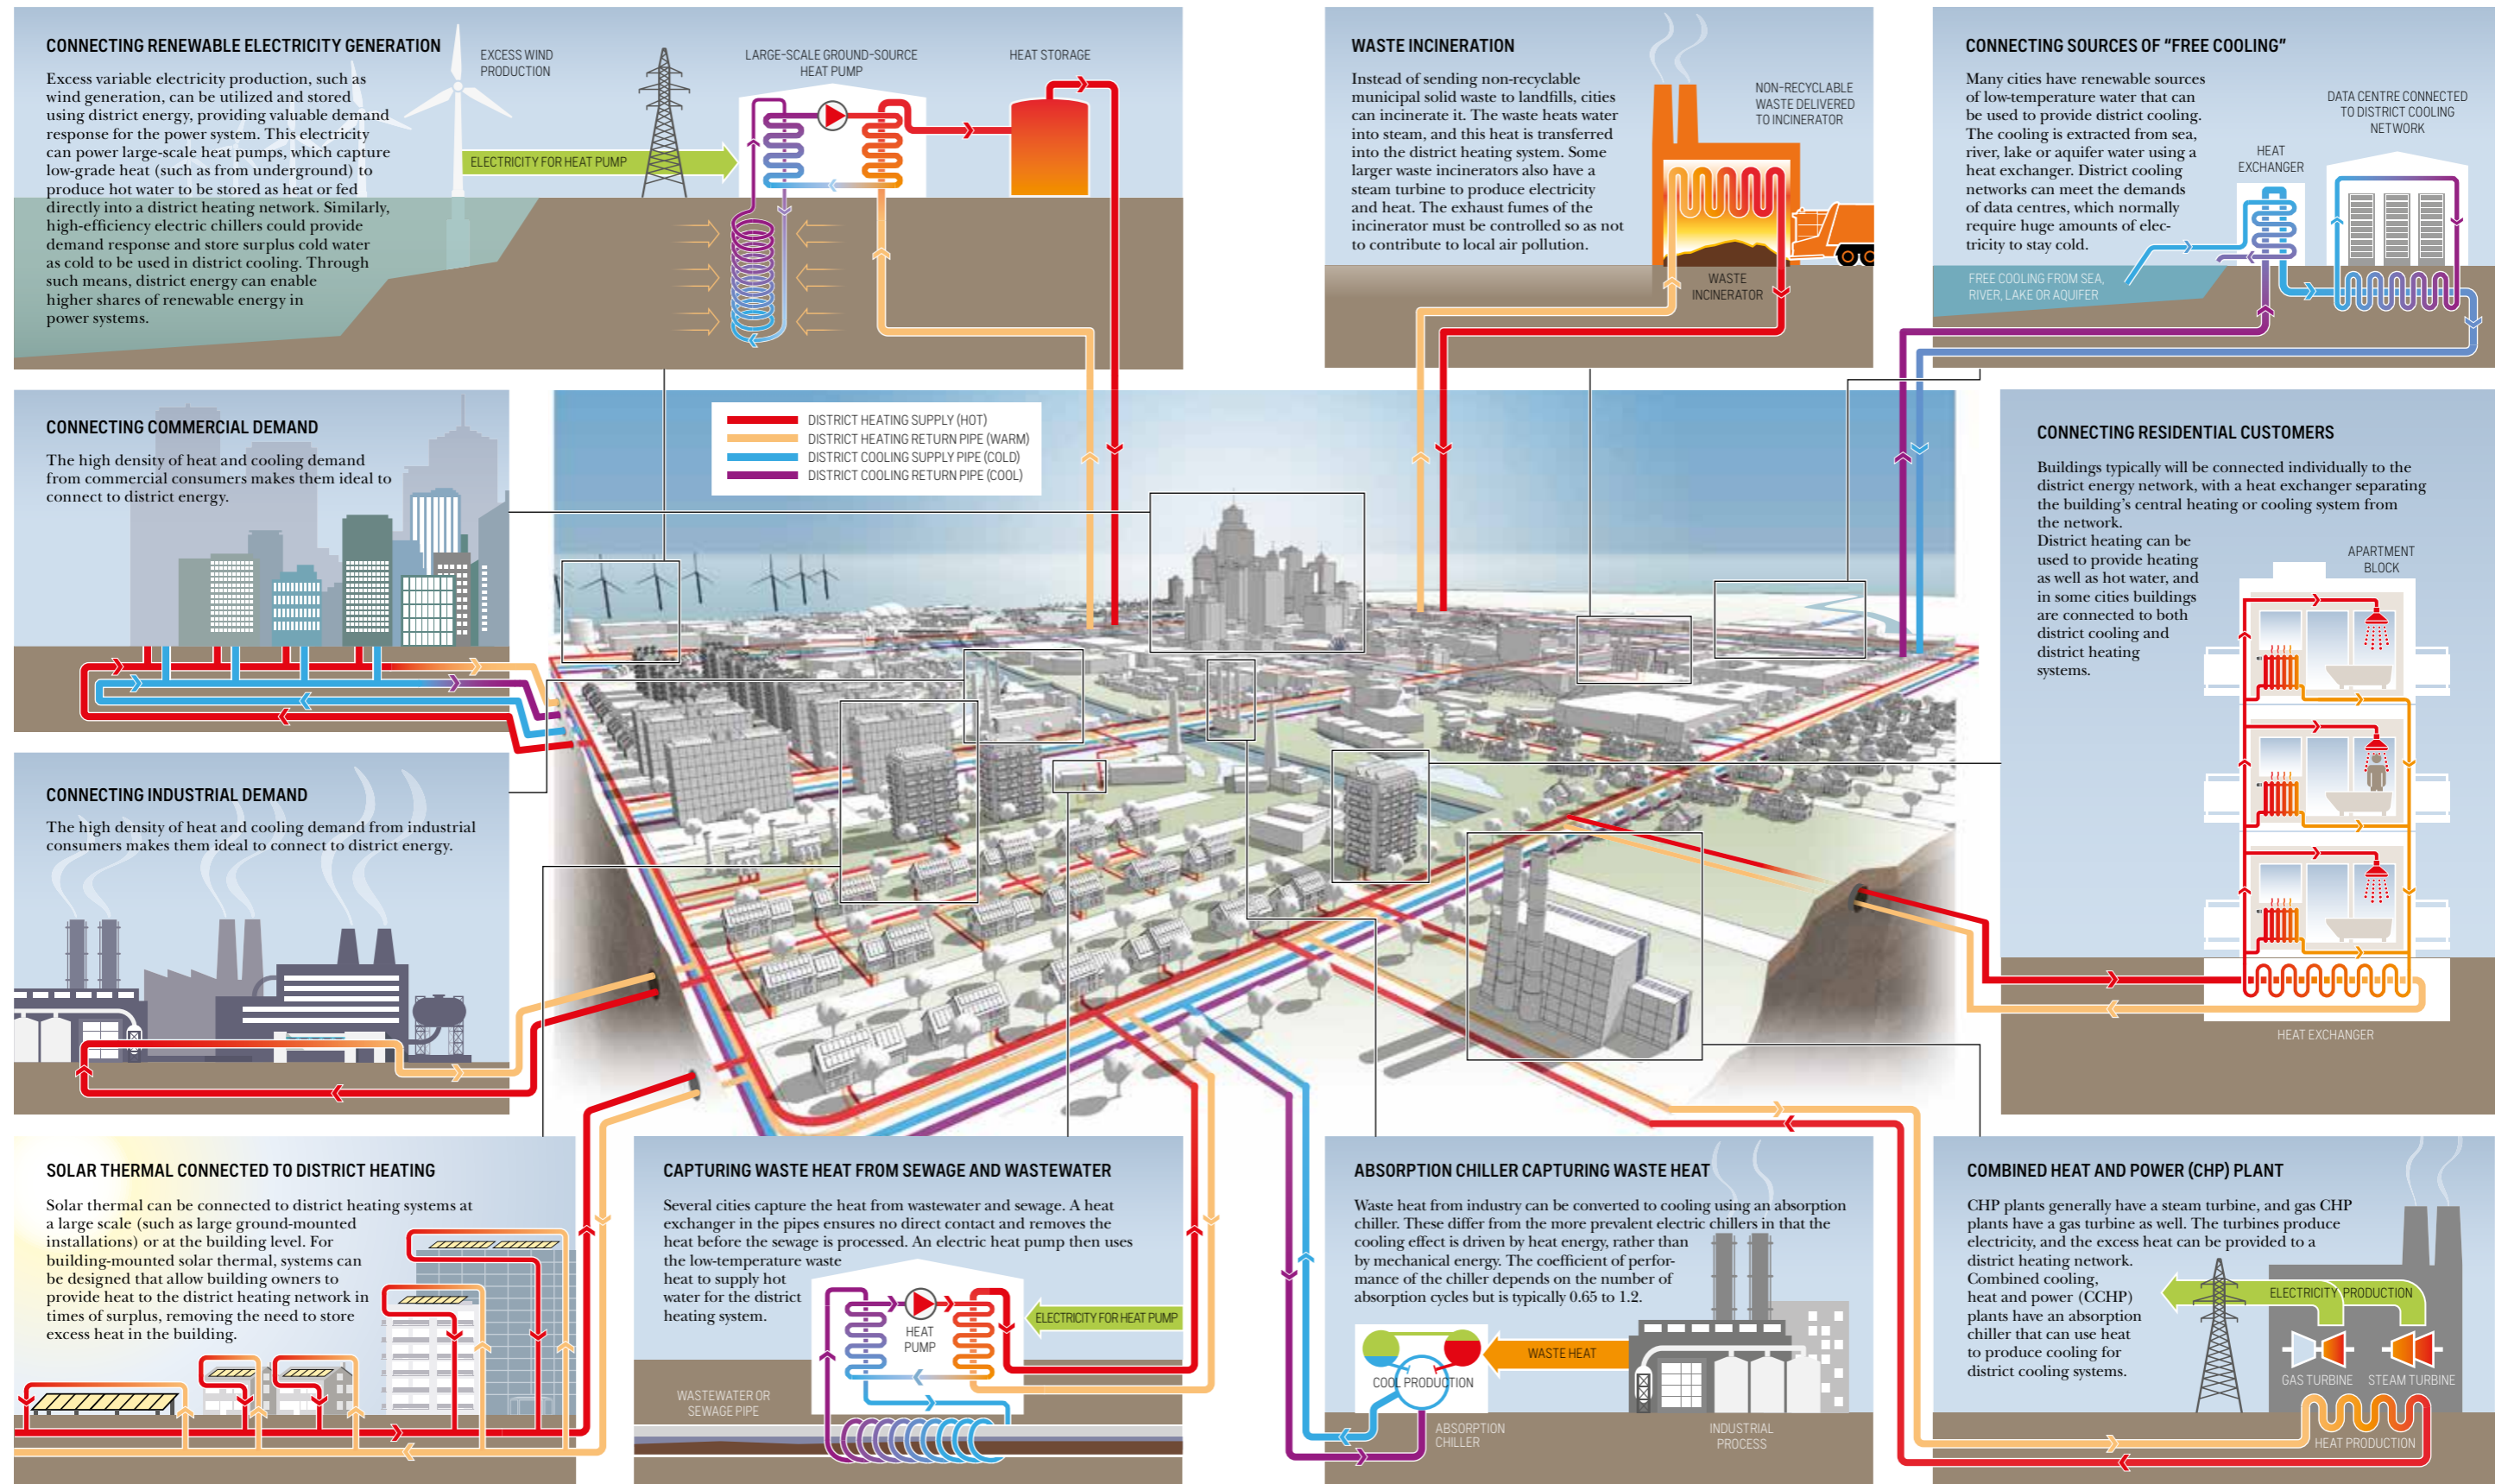 CONNECTING RENEWABLE ELECTRICITY GENERATION
Excess variable electricity production, such as
wind generation, can be utilized and stored
using district energy, providing valuable demand
response for the power system. This electricity
can power large-scale heat pumps, which capture
low-grade heat (such as from underground) to
produce hot water to be stored as heat or fed
directly into a district heating network. Similarly,
high-efficiency electric chillers could provide
demand response and store surplus cold water
as cold to be used in district cooling. Through
such means, district energy can enable
higher shares of renewable energy in
power systems.
EXCESS WIND
PRODUCTION
LARGE-SCALE GROUND-SOURCE
HEAT PUMP
HEAT STORAGE
ELECTRICITY FOR HEAT PUMP
WASTE INCINERATION
Instead of sending non-recyclable
municipal solid waste to landfills, cities
can incinerate it. The waste heats water
into steam, and this heat is transferred
into the district heating system. Some
larger waste incinerators also have a
steam turbine to produce electricity
and heat. The exhaust fumes of the
incinerator must be controlled so as not
to contribute to local air pollution.
NON-RECYCLABLE
WASTE DELIVERED
TO INCINERATOR
WASTE
INCINERATOR
CONNECTING SOURCES OF "FREE COOLING"
Many cities have renewable sources
of low-temperature water that can
be used to provide district cooling.
The cooling is extracted from sea,
river, lake or aquifer water using a
heat exchanger. District cooling
networks can meet the demands
of data centres, which normally
require huge amounts of elec-
tricity to stay cold.
DATA CENTRE CONNECTED
TO DISTRICT COOLING
NETWORK
HEAT
EXCHANGER
FREE COOLING FROM SEA,
RIVER, LAKE OR AQUIFER
CONNECTING COMMERCIAL DEMAND
The high density of heat and cooling demand
from commercial consumers makes them ideal to
connect to district energy.
DISTRICT HEATING SUPPLY (HOT)
DISTRICT HEATING RETURN PIPE (WARM)
DISTRICT COOLING SUPPLY PIPE (COLD)
DISTRICT COOLING RETURN PIPE (COOL)
CONNECTING RESIDENTIAL CUSTOMERS
Buildings typically will be connected individually to the
district energy network, with a heat exchanger separating
the building's central heating or cooling system from
the network.
District heating can be
used to provide heating
as well as hot water, and
in some cities buildings
are connected to both
district cooling and
district heating
systems.
APARTMENT
BLOCK
HEAT EXCHANGER
CONNECTING INDUSTRIAL DEMAND
The high density of heat and cooling demand from industrial
consumers makes them ideal to connect to district energy.
SOLAR THERMAL CONNECTED TO DISTRICT HEATING
Solar thermal can be connected to district heating systems at
a large scale (such as large ground-mounted
installations) or at the building level. For
building-mounted solar thermal, systems can
be designed that allow building owners to
provide heat to the district heating network in
times of surplus, removing the need to store
excess heat in the building.
CAPTURING WASTE HEAT FROM SEWAGE AND WASTEWATER
Several cities capture the heat from wastewater and sewage. A heat
exchanger in the pipes ensures no direct contact and removes the
heat before the sewage is processed. An electric heat pump then uses
the low-temperature waste
heat to supply hot
water for the district
heating system.
HEAT
PUMP
ELECTRICITY FOR HEAT PUMP
WASTEWATER OR
SEWAGE PIPE
ABSORPTION CHILLER CAPTURING WASTE HEAT
Waste heat from industry can be converted to cooling using an absorption
chiller. These differ from the more prevalent electric chillers in that the
cooling effect is driven by heat energy, rather than
by mechanical energy. The coefficient of perfor-
mance of the chiller depends on the number of
absorption cycles but is typically 0.65 to 1.2.
WASTE HEAT
COOL PRODUCTION
ABSORPTION
CHILLER
INDUSTRIAL
PROCESS
COMBINED HEAT AND POWER (CHP) PLANT
CHP plants generally have a steam turbine, and gas CHP
plants have a gas turbine as well. The turbines produce
electricity, and the excess heat can be provided to a
district heating network.
Combined cooling,
heat and power (CCHP)
plants have an absorption
chiller that can use heat
to produce cooling for
district cooling systems.
ELECTRICITY PRODUCTION
GAS TURBINE
STEAM TURBINE
HEAT PRODUCTION